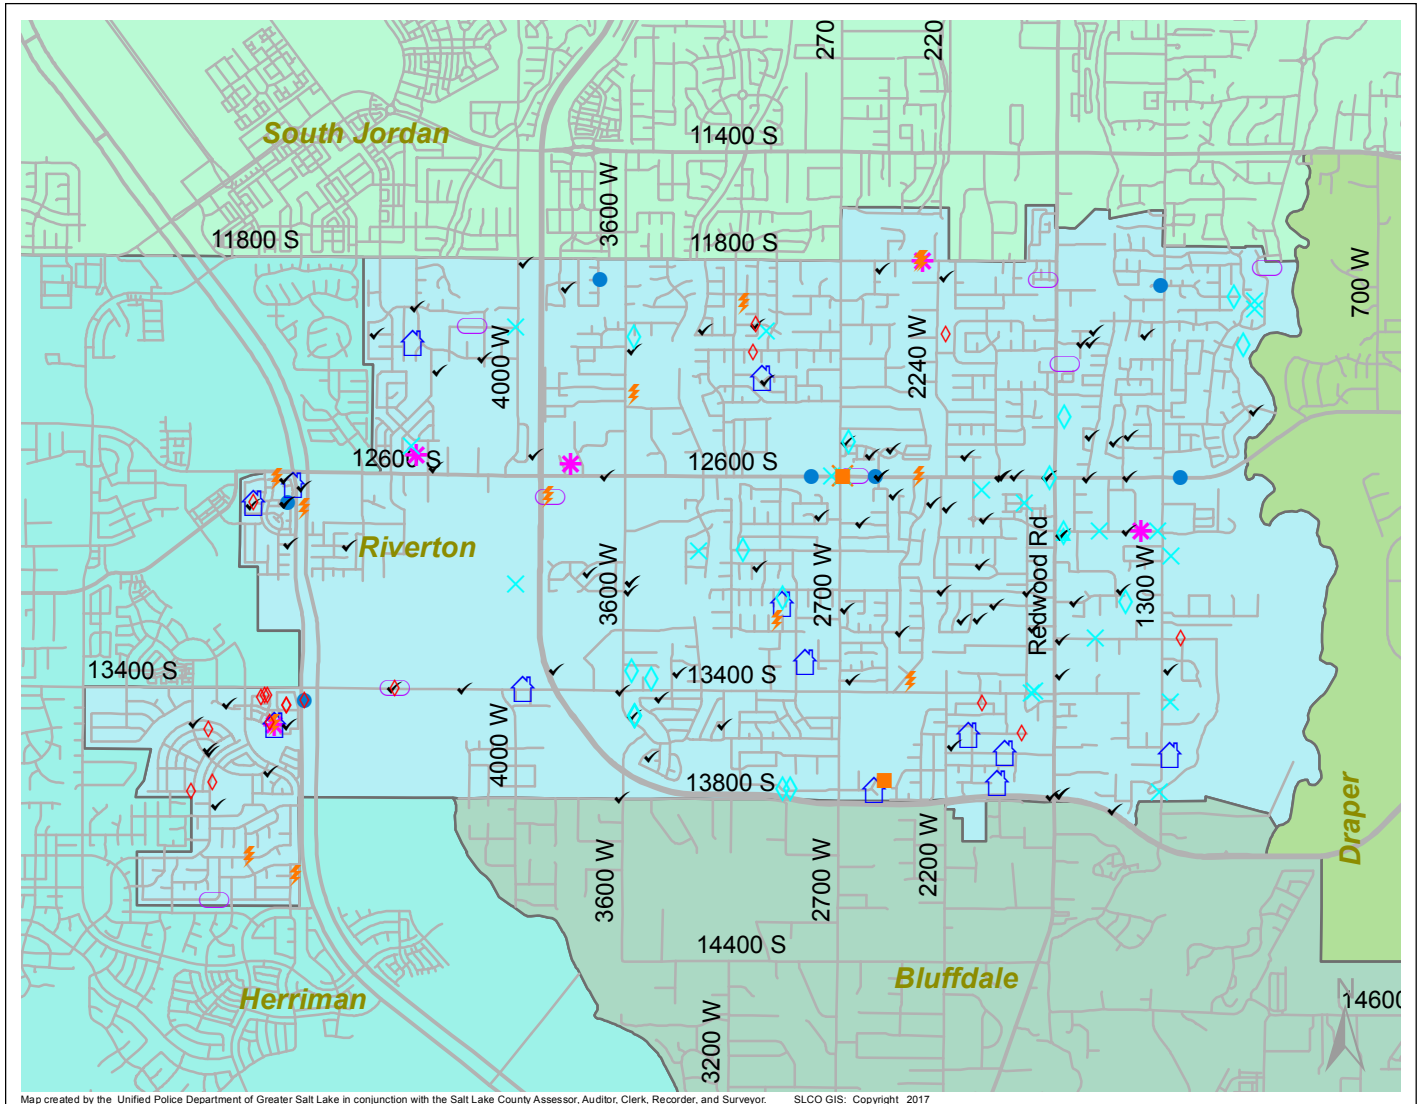 270
220
South Jordan
11400 S
3600 W
11800 S
11800 S
700 W
4000 W
2240 W
12600 S
12600 S
Riverton
3600 W
2700 W
Redwood Rd
1300 W
13400 S
13400 S
4000 W
13800 S
Draper
3600 W
2700 W
2200 W
14400 S
Bluffdale
Herriman
14600
3200 W
Map created by the Unified Police Department of Greater Salt Lake in conjunction with the Salt Lake County Assessor, Auditor, Clerk, Recorder, and Surveyor. SLCO GIS: Copyright 2017